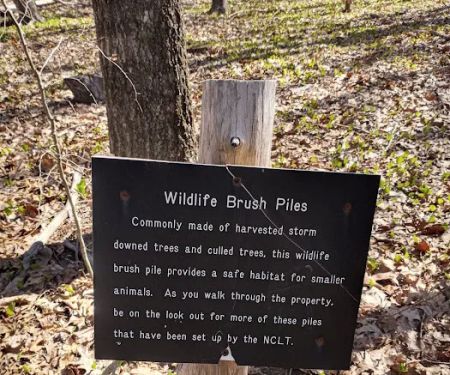 Wildlife Brush Piles
Commonly made of harvested storm
downed trees and culled trees, this wildlife
brush pile provides a safe habitat for smaller
animals. As you walk through the property,
be on the look out for more of these piles
that have been set up by the NCLT.